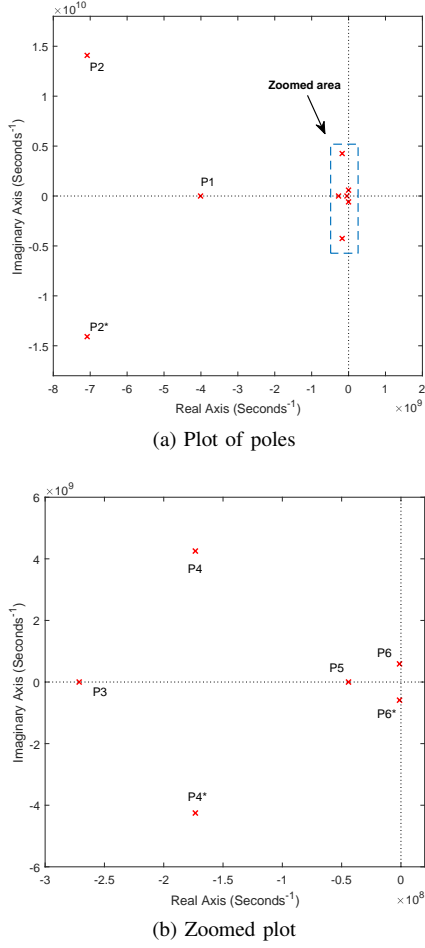 ×10^10
1.5
P2
1
Zoomed area
0.5
Imaginary Axis (Seconds^-1)
P1
0
-0.5
-1
P2*
-1.5
-8 -7 -6 -5 -4 -3 -2 -1 0 1 2
Real Axis (Seconds^-1)
×10^9
(a) Plot of poles
×10^9
6
4
P4
2
Imaginary Axis (Seconds^-1)
P6
P5
0
P3
P6*
-2
P4*
-4
-6
-3 -2.5 -2 -1.5 -1 -0.5 0
Real Axis (Seconds^-1)
×10^8
(b) Zoomed plot